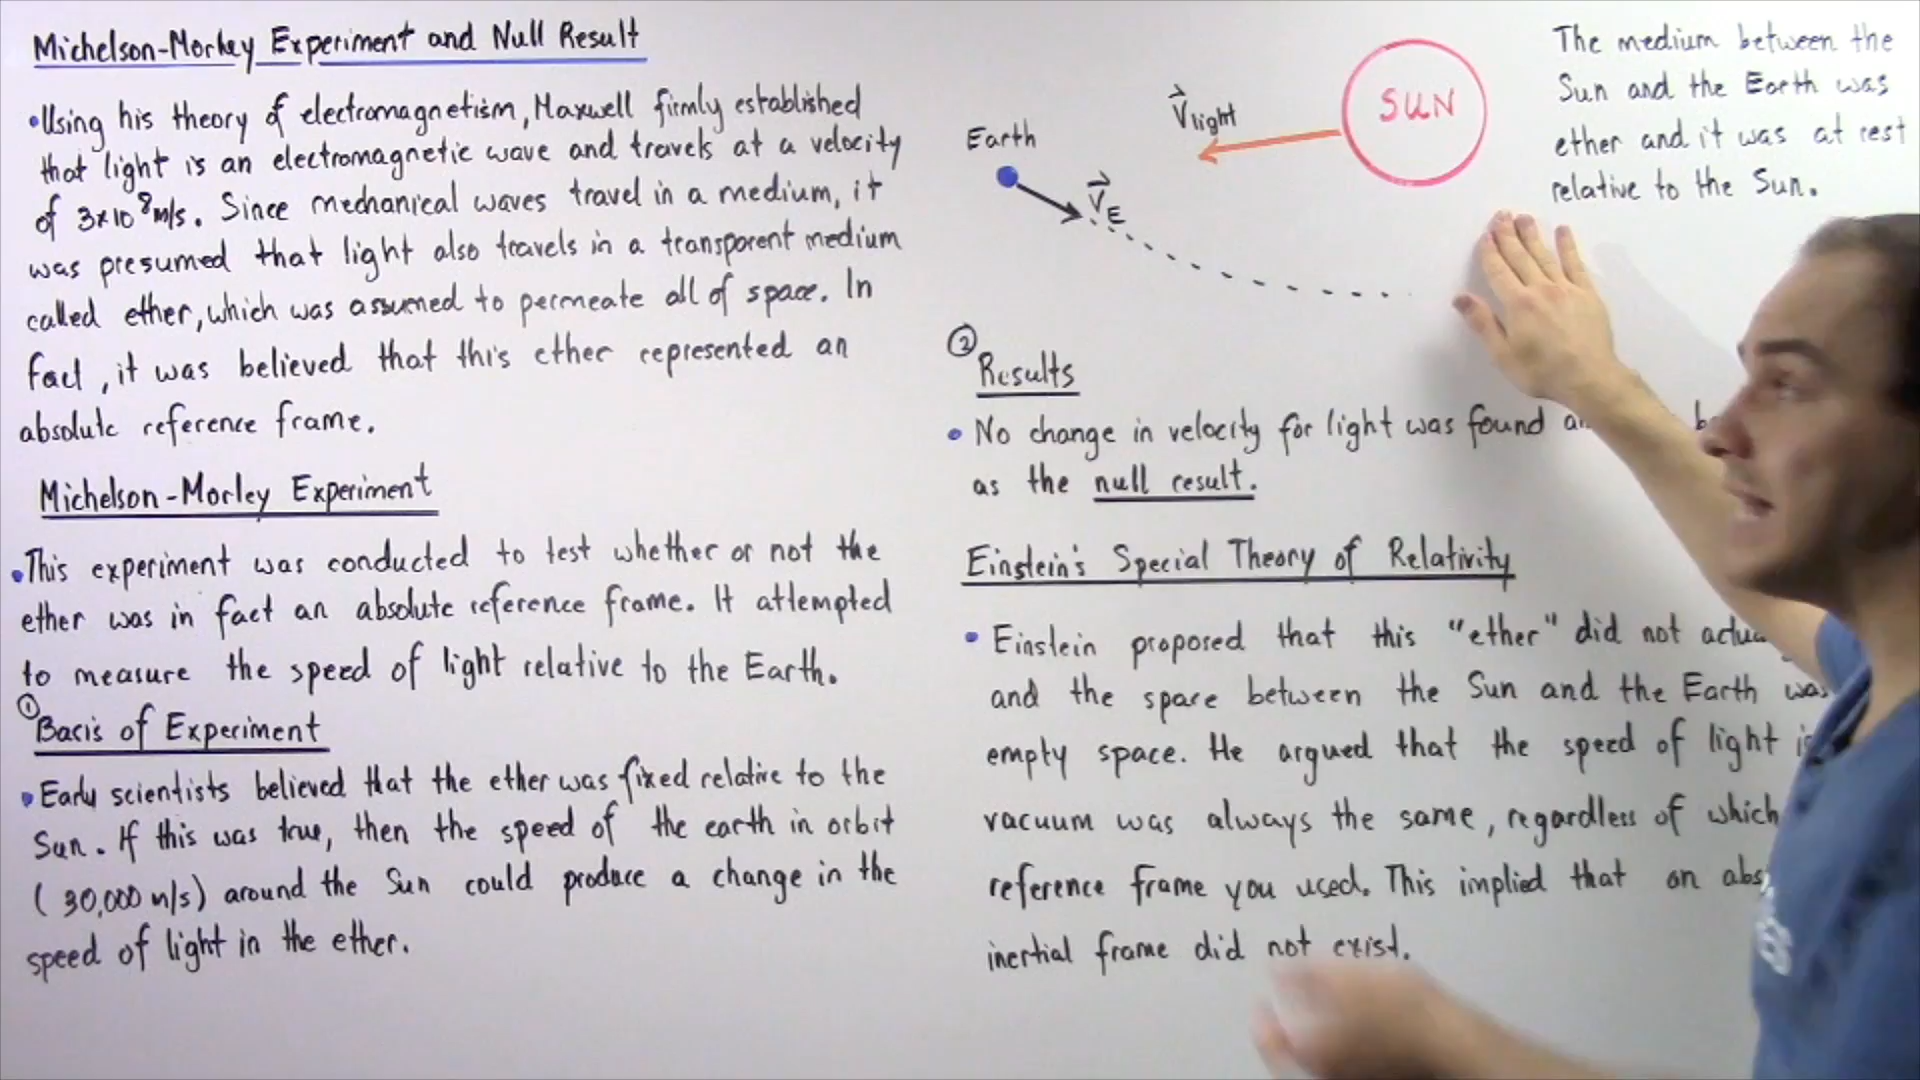 Michelson-Morley Experiment and Null Result
•Using his theory of electromagnetism, Maxwell firmly established
that light is an electromagnetic wave and travels at a velocity
of 3×10⁸m/s. Since mechanical waves travel in a medium, it
was presumed that light also travels in a transparent medium
called ether, which was assumed to permeate all of space. In
fact, it was believed that this ether represented an
absolute reference frame.
Michelson-Morley Experiment
•This experiment was conducted to test whether or not the
ether was in fact an absolute reference frame. It attempted
to measure the speed of light relative to the Earth.
①
Basis of Experiment
•Early scientists believed that the ether was fixed relative to the
Sun. If this was true, then the speed of the earth in orbit
(30,000 m/s) around the Sun could produce a change in the
speed of light in the ether.
Earth
V⃗E
V⃗light
SUN
The medium between the
Sun and the Earth was
ether and it was at rest
relative to the Sun.
②
Results
• No change in velocity for light was found
as the null result.
Einstein's Special Theory of Relativity
• Einstein proposed that this "ether" did not
and the space between the Sun and the Earth was
empty space. He argued that the speed of light
vacuum was always the same, regardless of which
reference frame you used. This implied that an
inertial frame did not exist.